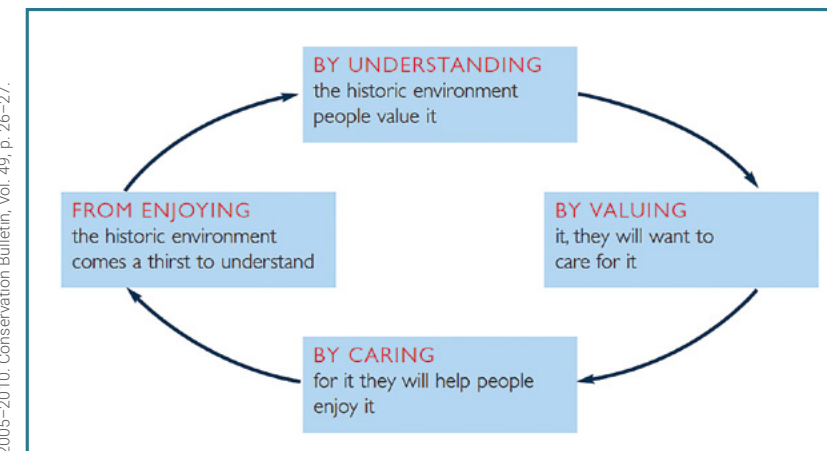 BY UNDERSTANDING
the historic environment
people value it
BY VALUING
it, they will want to
care for it
BY CARING
for it they will help people
enjoy it
FROM ENJOYING
the historic environment
comes a thirst to understand
2005–2010. Conservation Bulletin, Vol. 49, p. 26–27.